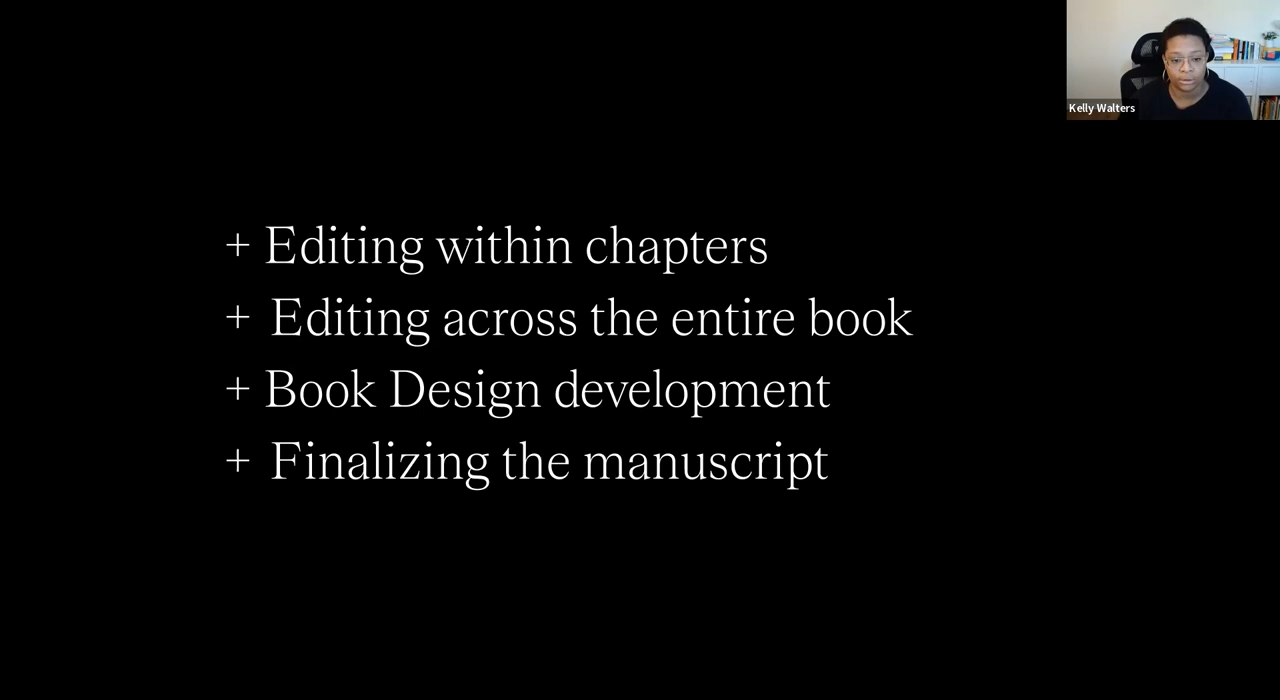 Kelly Walters
+ Editing within chapters
+ Editing across the entire book
+ Book Design development
+ Finalizing the manuscript